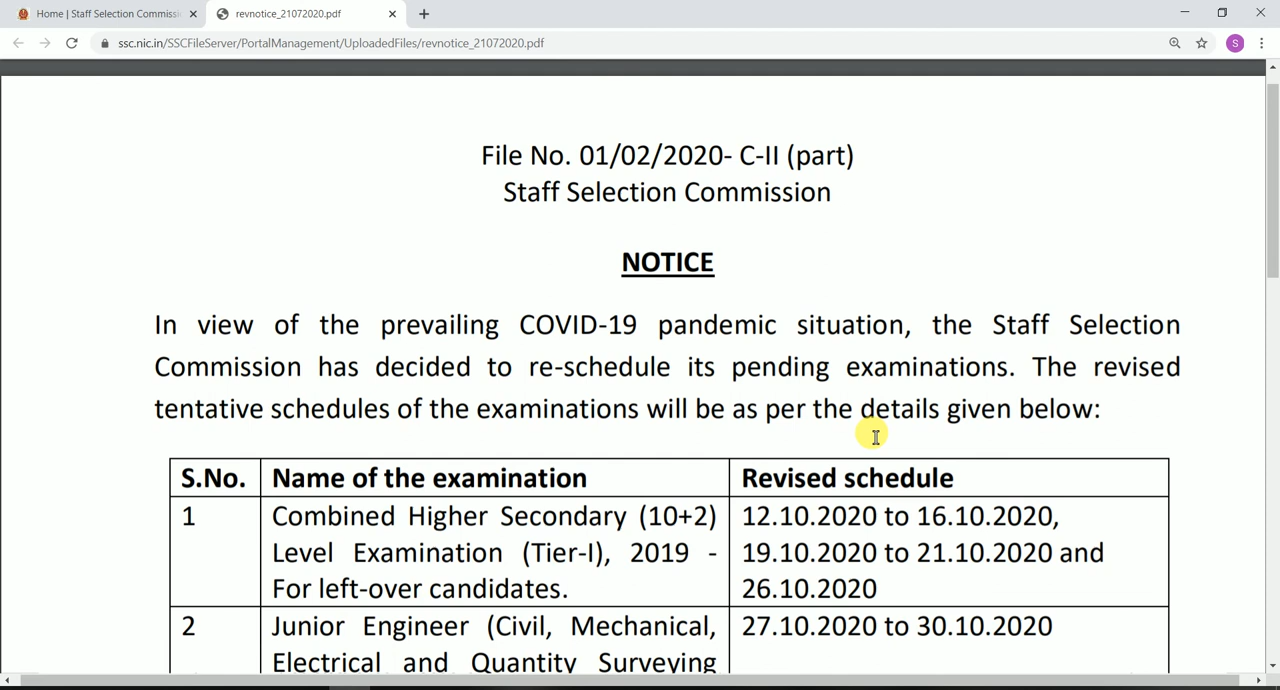 Home | Staff Selection Commissi
revnotice_21072020.pdf
ssc.nic.in/SSCFileServer/PortalManagement/UploadedFiles/revnotice_21072020.pdf
S
File No. 01/02/2020- C-II (part)
Staff Selection Commission
NOTICE
In view of the prevailing COVID-19 pandemic situation, the Staff Selection
Commission has decided to re-schedule its pending examinations. The revised
tentative schedules of the examinations will be as per the details given below:
S.No. Name of the examination Revised schedule
1 Combined Higher Secondary (10+2) 12.10.2020 to 16.10.2020,
Level Examination (Tier-I), 2019 - 19.10.2020 to 21.10.2020 and
For left-over candidates. 26.10.2020
2 Junior Engineer (Civil, Mechanical, 27.10.2020 to 30.10.2020
Electrical and Quantity Surveying